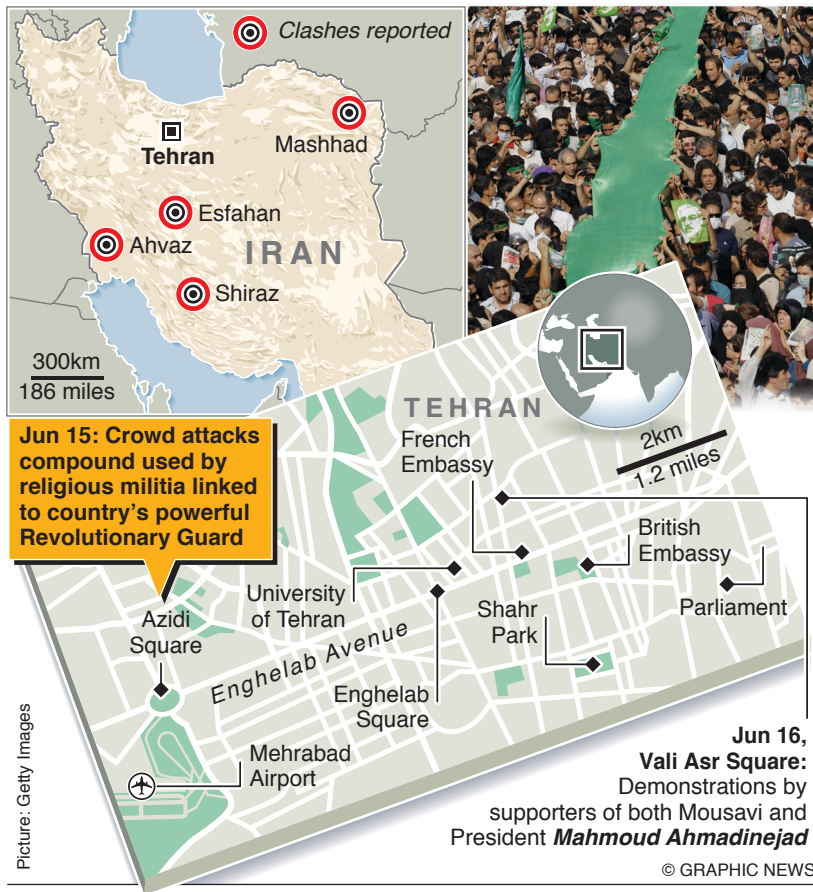 Clashes reported
Mashhad
Tehran
Esfahan
Ahvaz
IRAN
Shiraz
300km
186 miles
Jun 15: Crowd attacks
compound used by
religious militia linked
to country's powerful
Revolutionary Guard
TEHRAN
French
Embassy
2km
1.2 miles
British
Embassy
University
of Tehran
Azidi
Square
Shahr
Park
Parliament
Enghelab Avenue
Enghelab
Square
Mehrabad
Airport
Jun 16,
Vali Asr Square:
Demonstrations by
supporters of both Mousavi and
President Mahmoud Ahmadinejad
Picture: Getty Images
© GRAPHIC NEWS